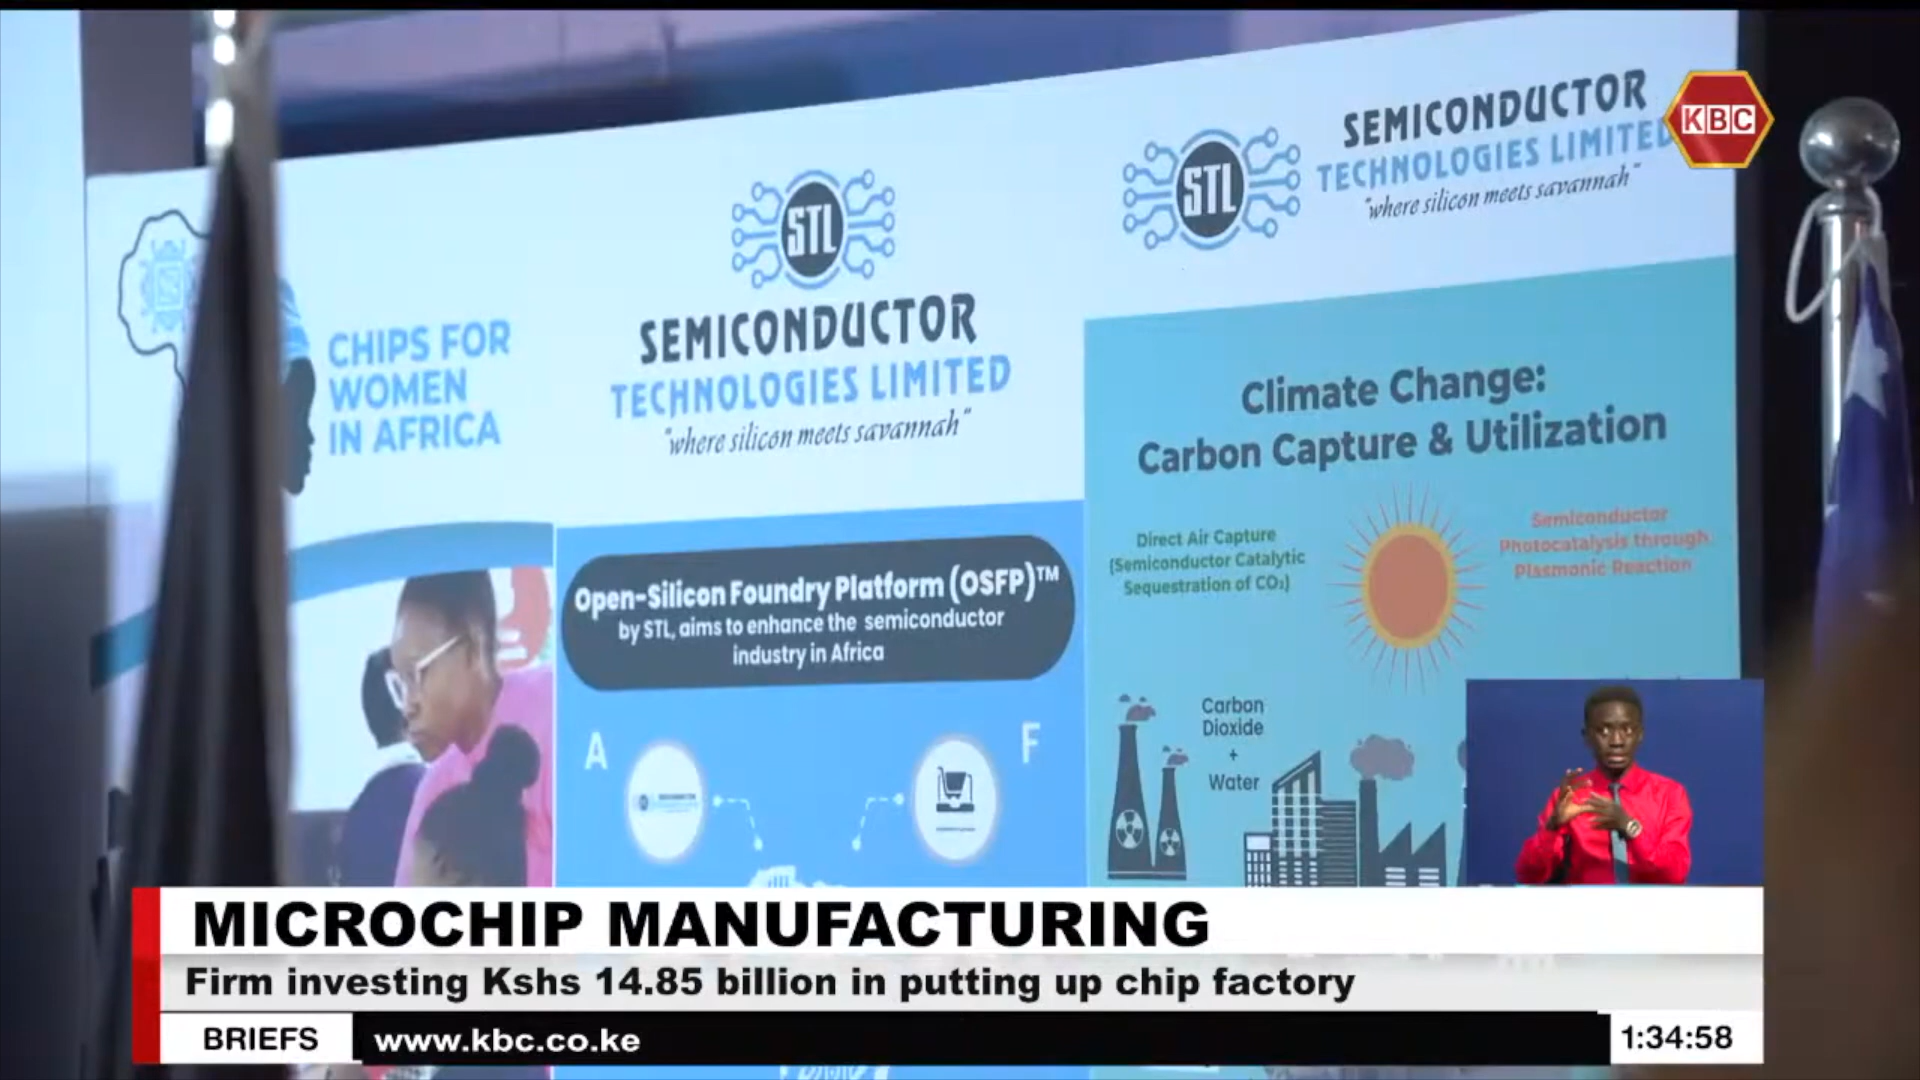 CHIPS FOR
WOMEN
IN AFRICA
STL
SEMICONDUCTOR
TECHNOLOGIES LIMITED
"where silicon meets savannah"
Open-Silicon Foundry Platform (OSFP)™
by STL, aims to enhance the semiconductor
industry in Africa
A
F
STL
SEMICONDUCTOR
TECHNOLOGIES LIMITED
"where silicon meets savannah"
KBC
Climate Change:
Carbon Capture & Utilization
Direct Air Capture
(Semiconductor Catalytic
Sequestration of CO₂)
Semiconductor
Photocatalysis through
Plasmonic Reaction
Carbon
Dioxide
+
Water
MICROCHIP MANUFACTURING
Firm investing Kshs 14.85 billion in putting up chip factory
BRIEFS
www.kbc.co.ke
1:34:58